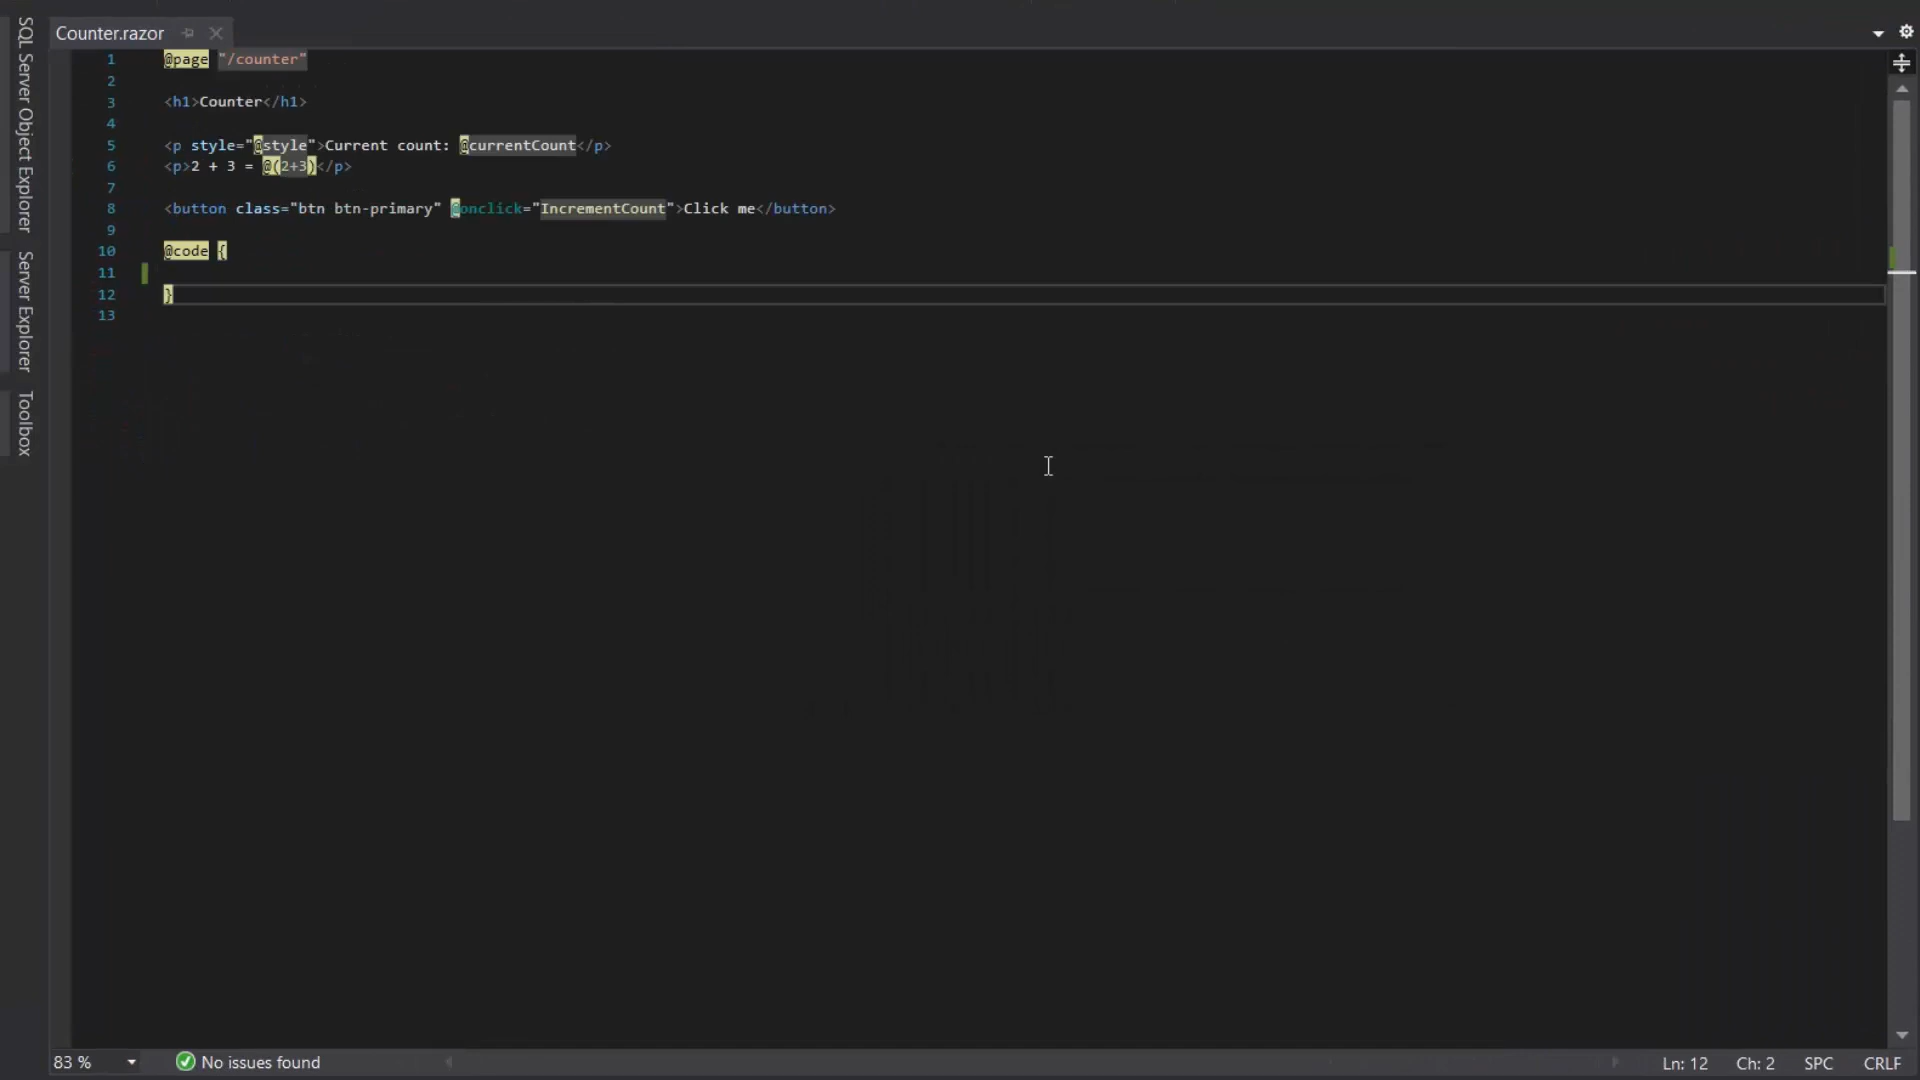 SQL Server Object Explorer
Server Explorer
Toolbox
Counter.razor
1 @page "/counter"
2
3 <h1>Counter</h1>
4
5 <p style="@style">Current count: @currentCount</p>
6 <p>2 + 3 = @(2+3)</p>
7
8 <button class="btn btn-primary" @onclick="IncrementCount">Click me</button>
9
10 @code {
11
12 }
13
83 % No issues found Ln: 12 Ch: 2 SPC CRLF